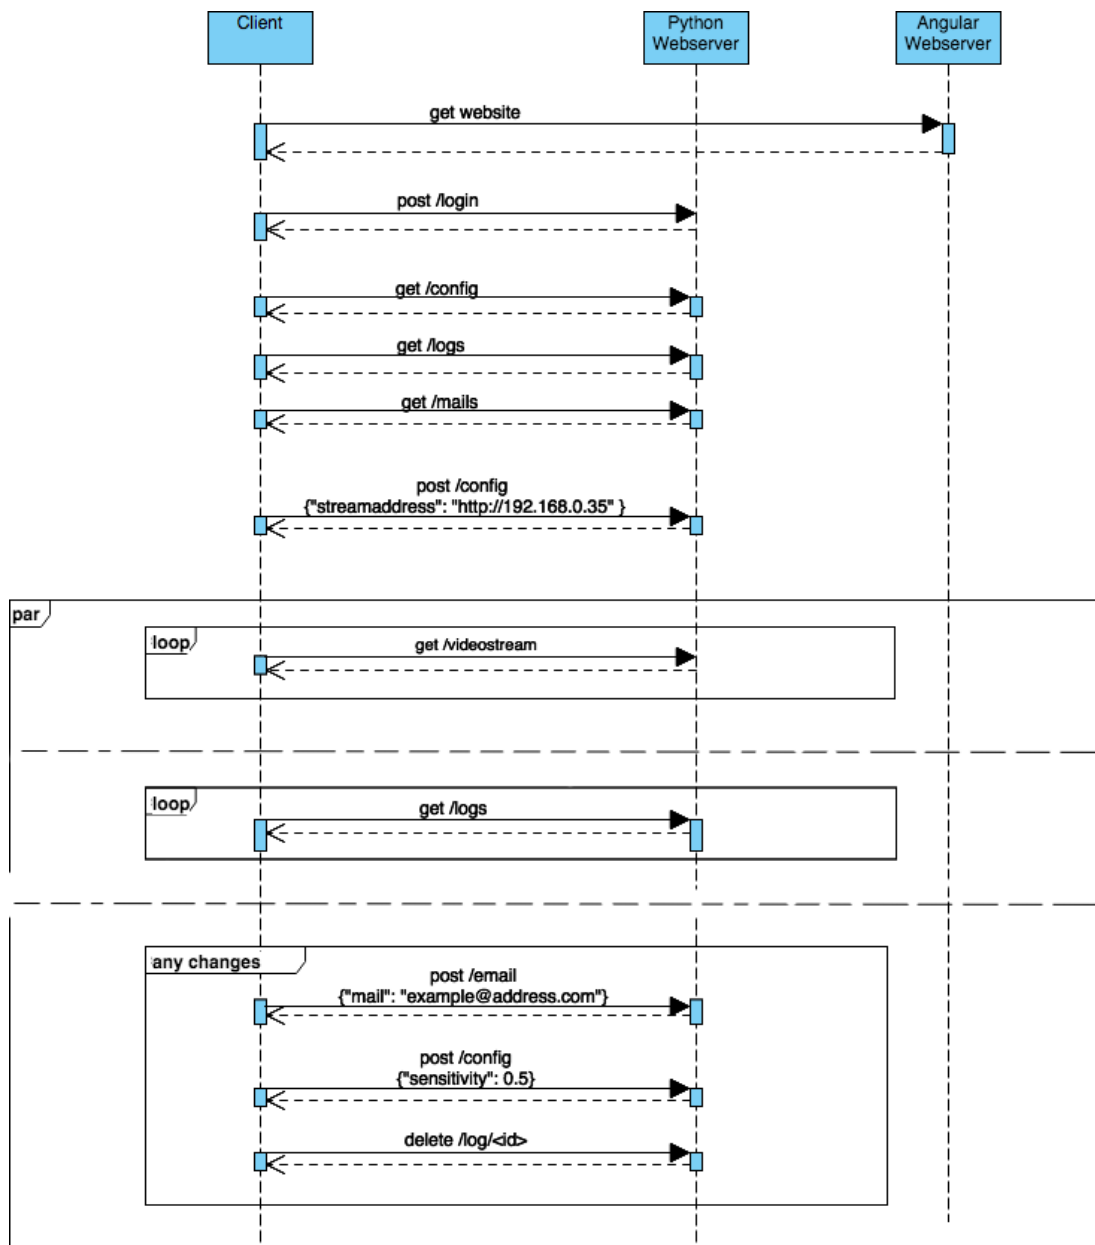 Client
Python
Webserver
Angular
Webserver
get website
post /login
get /config
get /logs
get /mails
post /config
{"streamaddress": "http://192.168.0.35" }
par
loop
get /videostream
loop
get /logs
any changes
post /email
{"mail": "example@address.com"}
post /config
{"sensitivity": 0.5}
delete /log/<id>